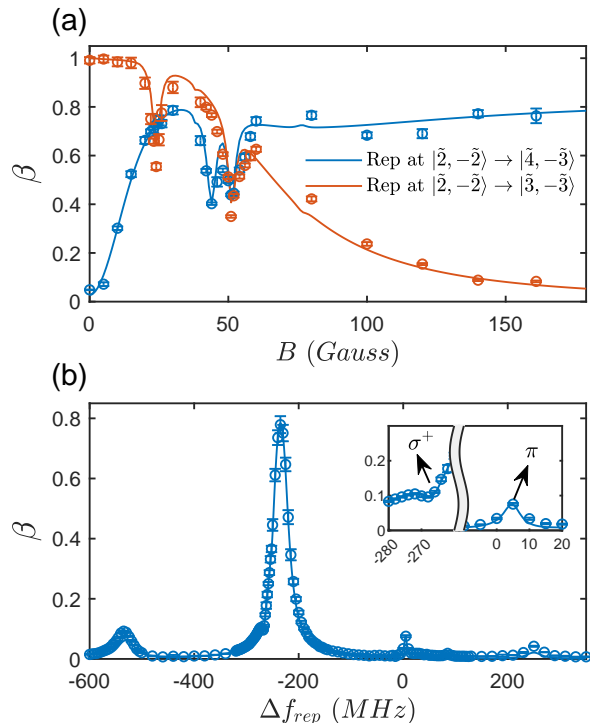 (a)
1
0.8
0.6
0.4
0.2
0
β
Rep at |2̃, −2̃⟩ → |4̃, −3̃⟩
Rep at |2̃, −2̃⟩ → |3̃, −3̃⟩
0 50 100 150
B (Gauss)
(b)
0.8
0.6
0.4
0.2
0
β
σ⁺
π
0.2
0.1
0
-280 -270 0 10 20
-600 -400 -200 0 200
Δf_rep (MHz)